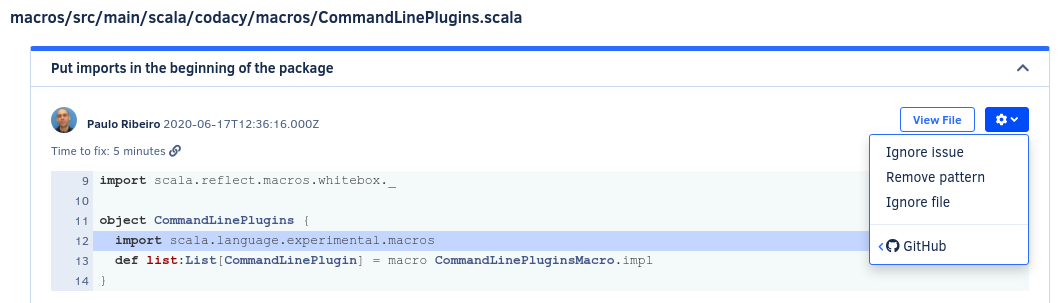 macros/src/main/scala/codacy/macros/CommandLinePlugins.scala
Put imports in the beginning of the package
Paulo Ribeiro 2020-06-17T12:36:16.000Z
View File
Time to fix: 5 minutes
Ignore issue
Remove pattern
Ignore file
GitHub
9 import scala.reflect.macros.whitebox._
10
11 object CommandLinePlugins {
12 import scala.language.experimental.macros
13 def list:List[CommandLinePlugin] = macro CommandLinePluginsMacro.impl
14 }